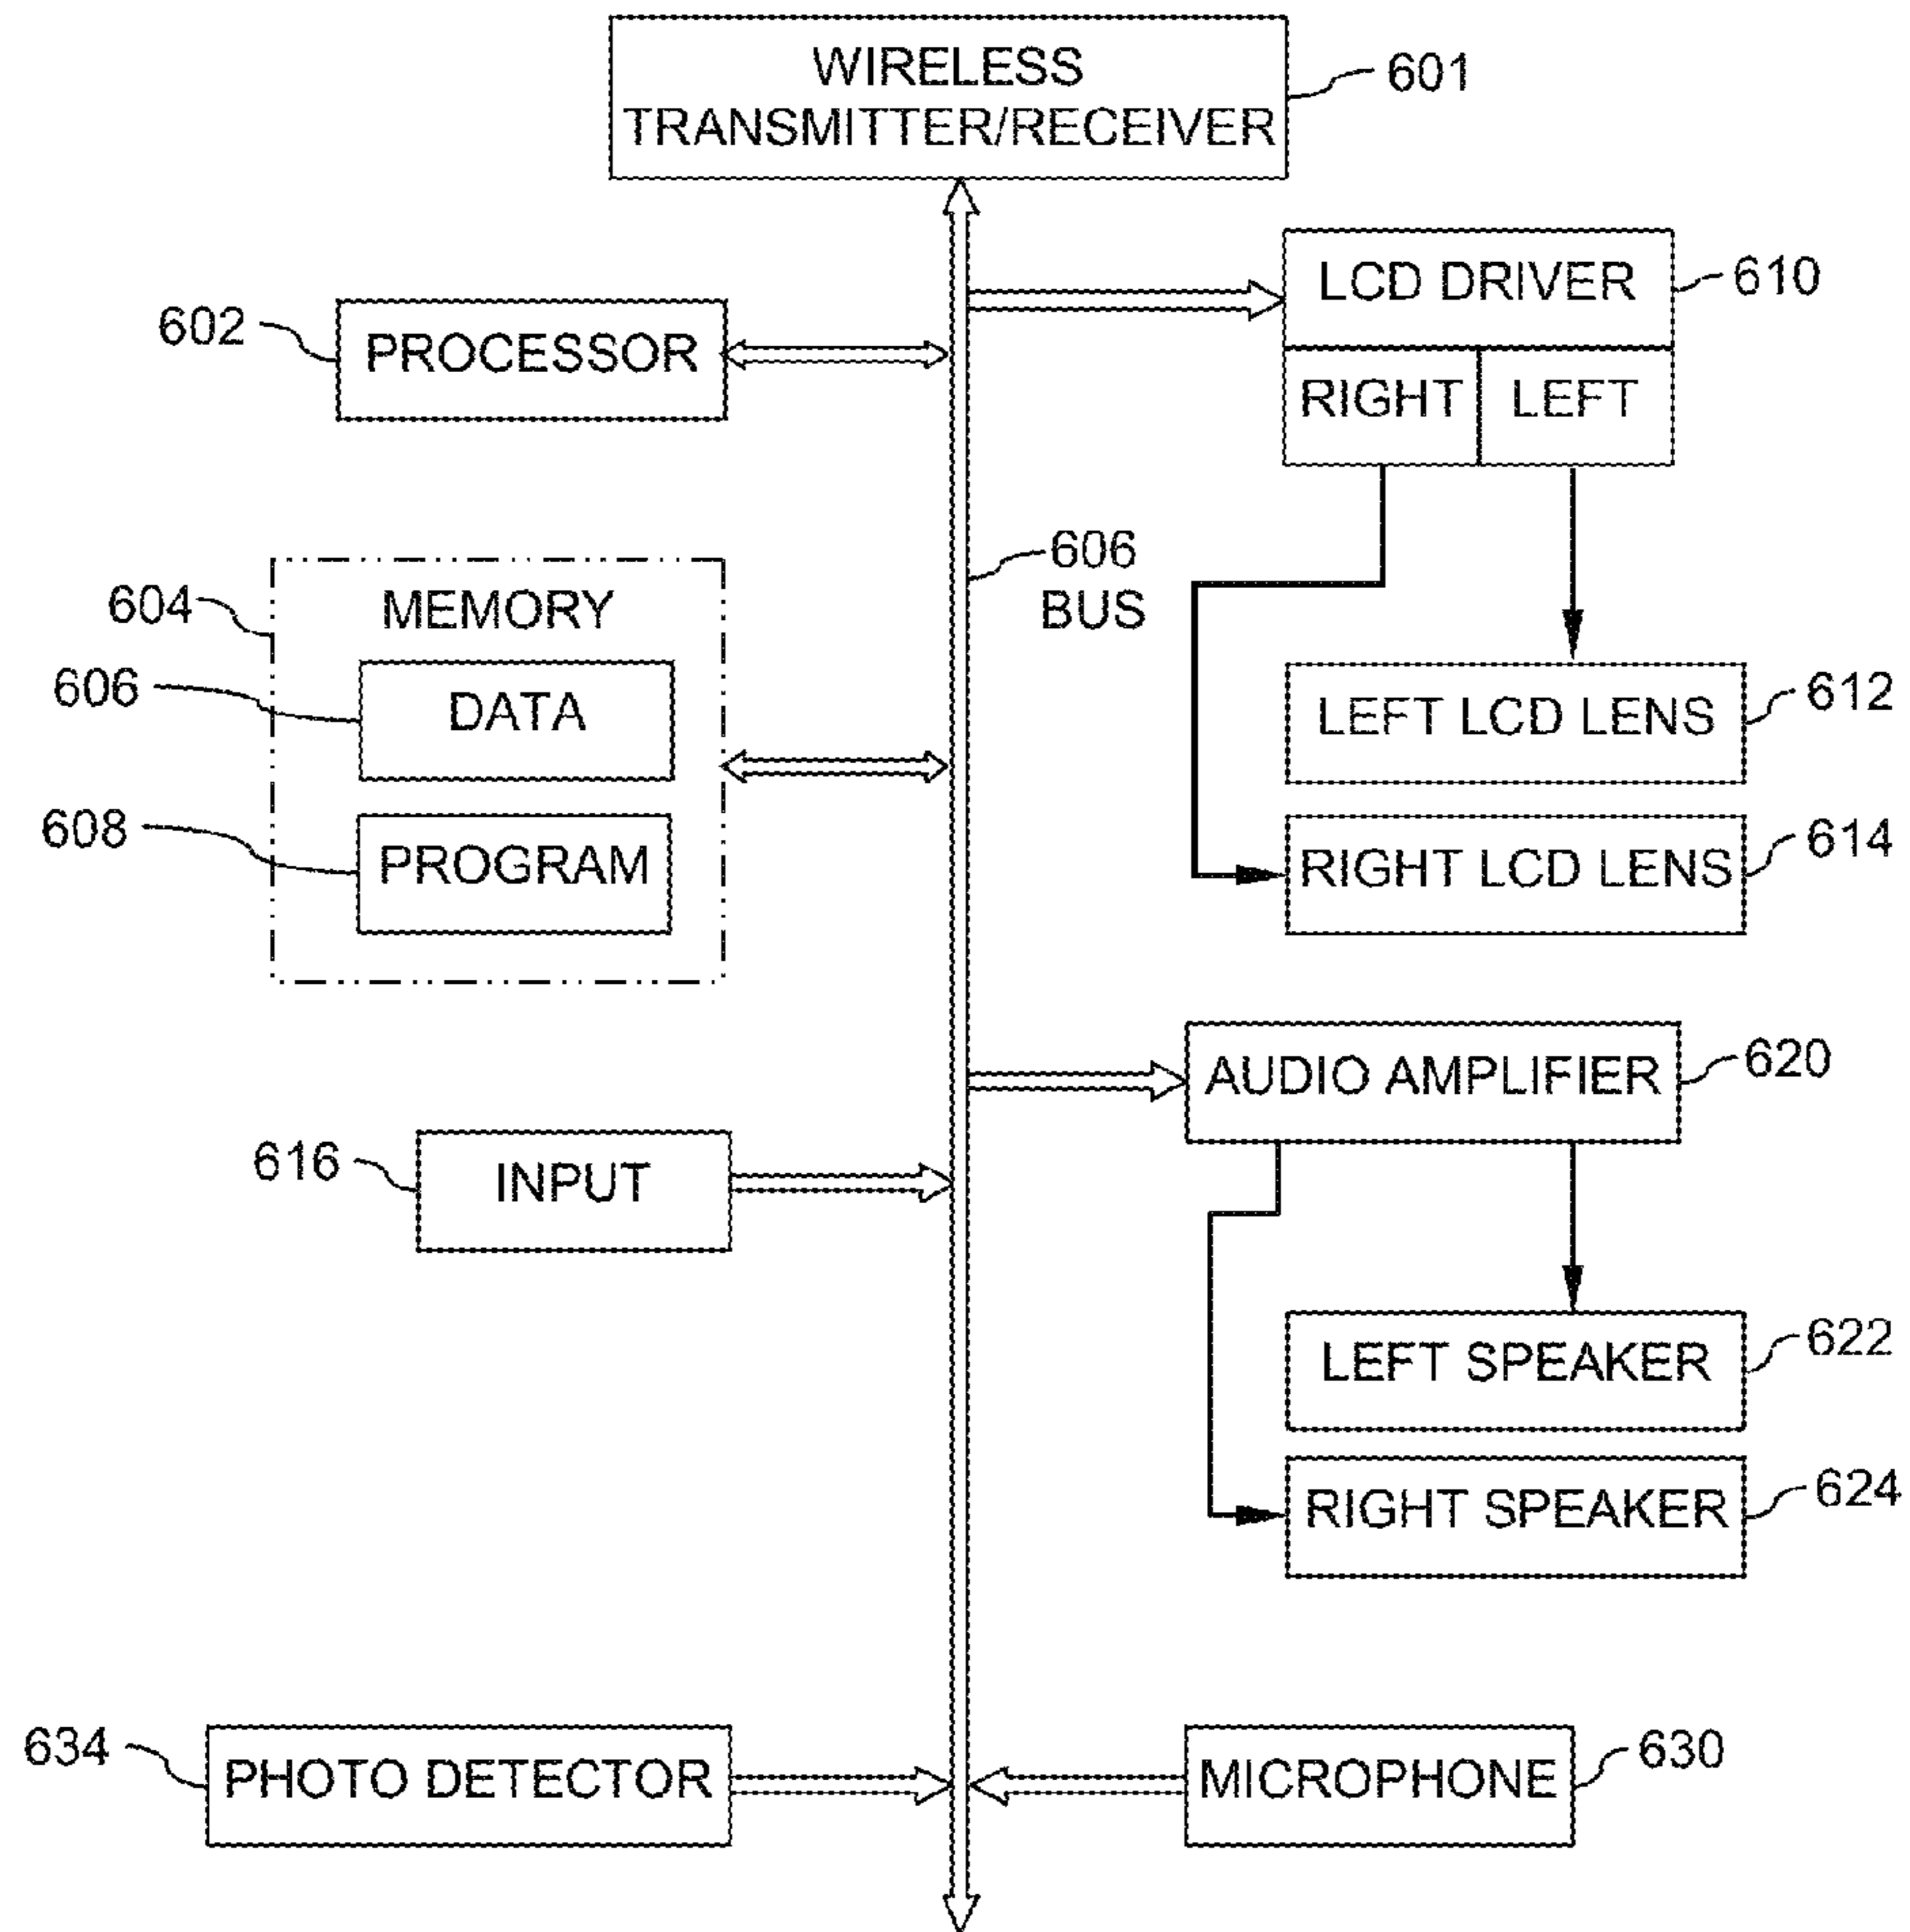 WIRELESS
TRANSMITTER/RECEIVER
601
LCD DRIVER
610
RIGHT
LEFT
602
PROCESSOR
606
BUS
604
MEMORY
606
DATA
608
PROGRAM
LEFT LCD LENS
612
RIGHT LCD LENS
614
AUDIO AMPLIFIER
620
616
INPUT
LEFT SPEAKER
622
RIGHT SPEAKER
624
634
PHOTO DETECTOR
MICROPHONE
630